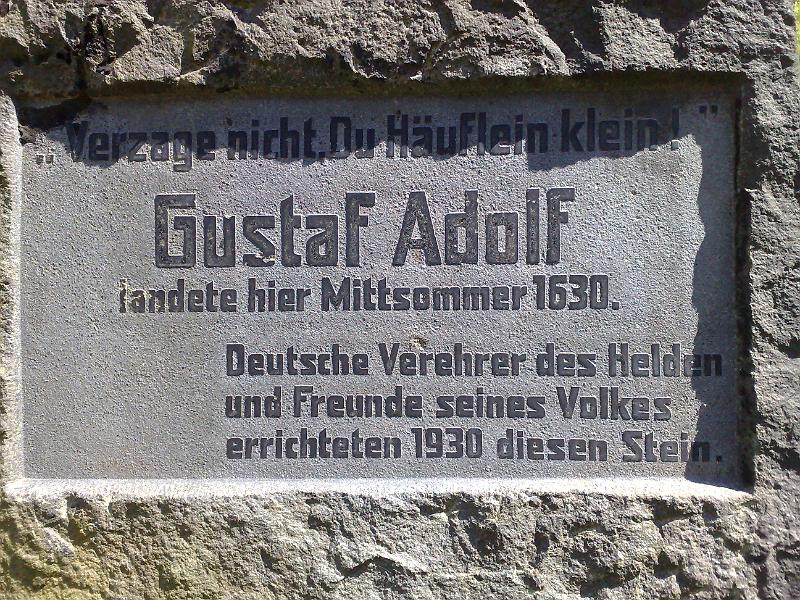 „Verzage nicht, Du Häuflein klein!"
Gustaf Adolf
landete hier Mittsommer 1630.
Deutsche Verehrer des Helden
und Freunde seines Volkes
errichteten 1930 diesen Stein.